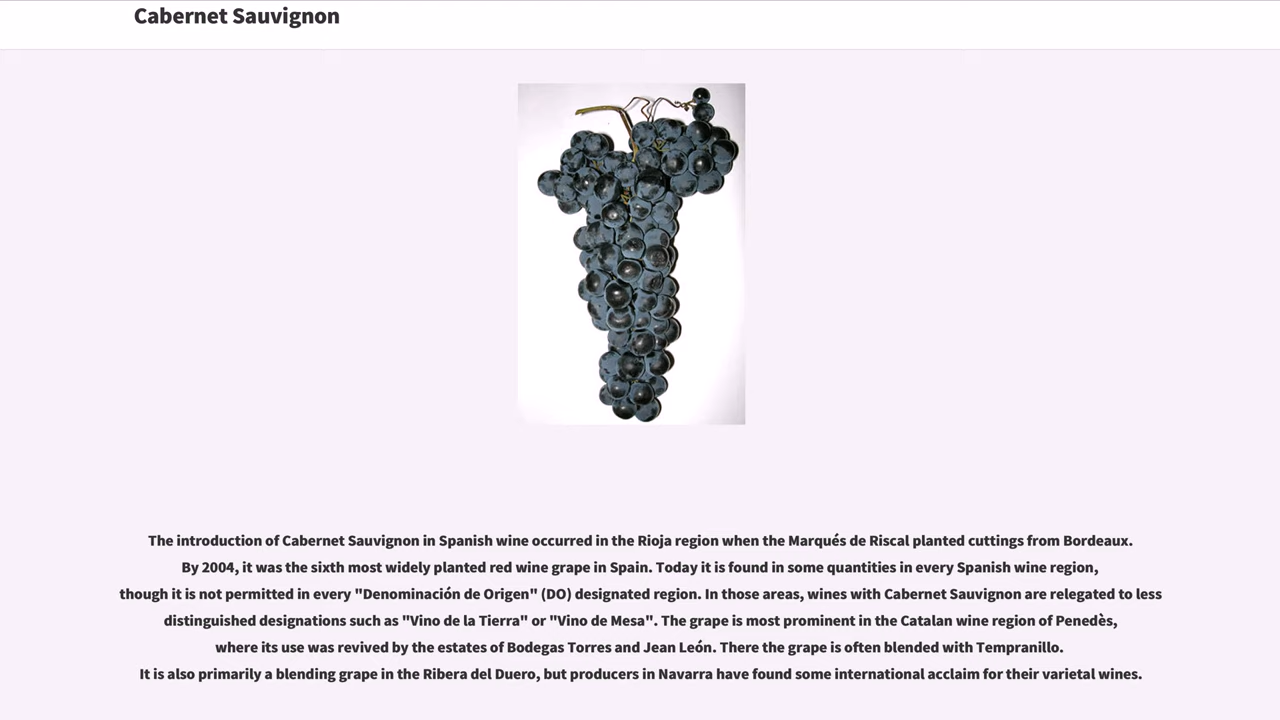 Cabernet Sauvignon
The introduction of Cabernet Sauvignon in Spanish wine occurred in the Rioja region when the Marqués de Riscal planted cuttings from Bordeaux.
By 2004, it was the sixth most widely planted red wine grape in Spain. Today it is found in some quantities in every Spanish wine region,
though it is not permitted in every "Denominación de Origen" (DO) designated region. In those areas, wines with Cabernet Sauvignon are relegated to less
distinguished designations such as "Vino de la Tierra" or "Vino de Mesa". The grape is most prominent in the Catalan wine region of Penedès,
where its use was revived by the estates of Bodegas Torres and Jean León. There the grape is often blended with Tempranillo.
It is also primarily a blending grape in the Ribera del Duero, but producers in Navarra have found some international acclaim for their varietal wines.